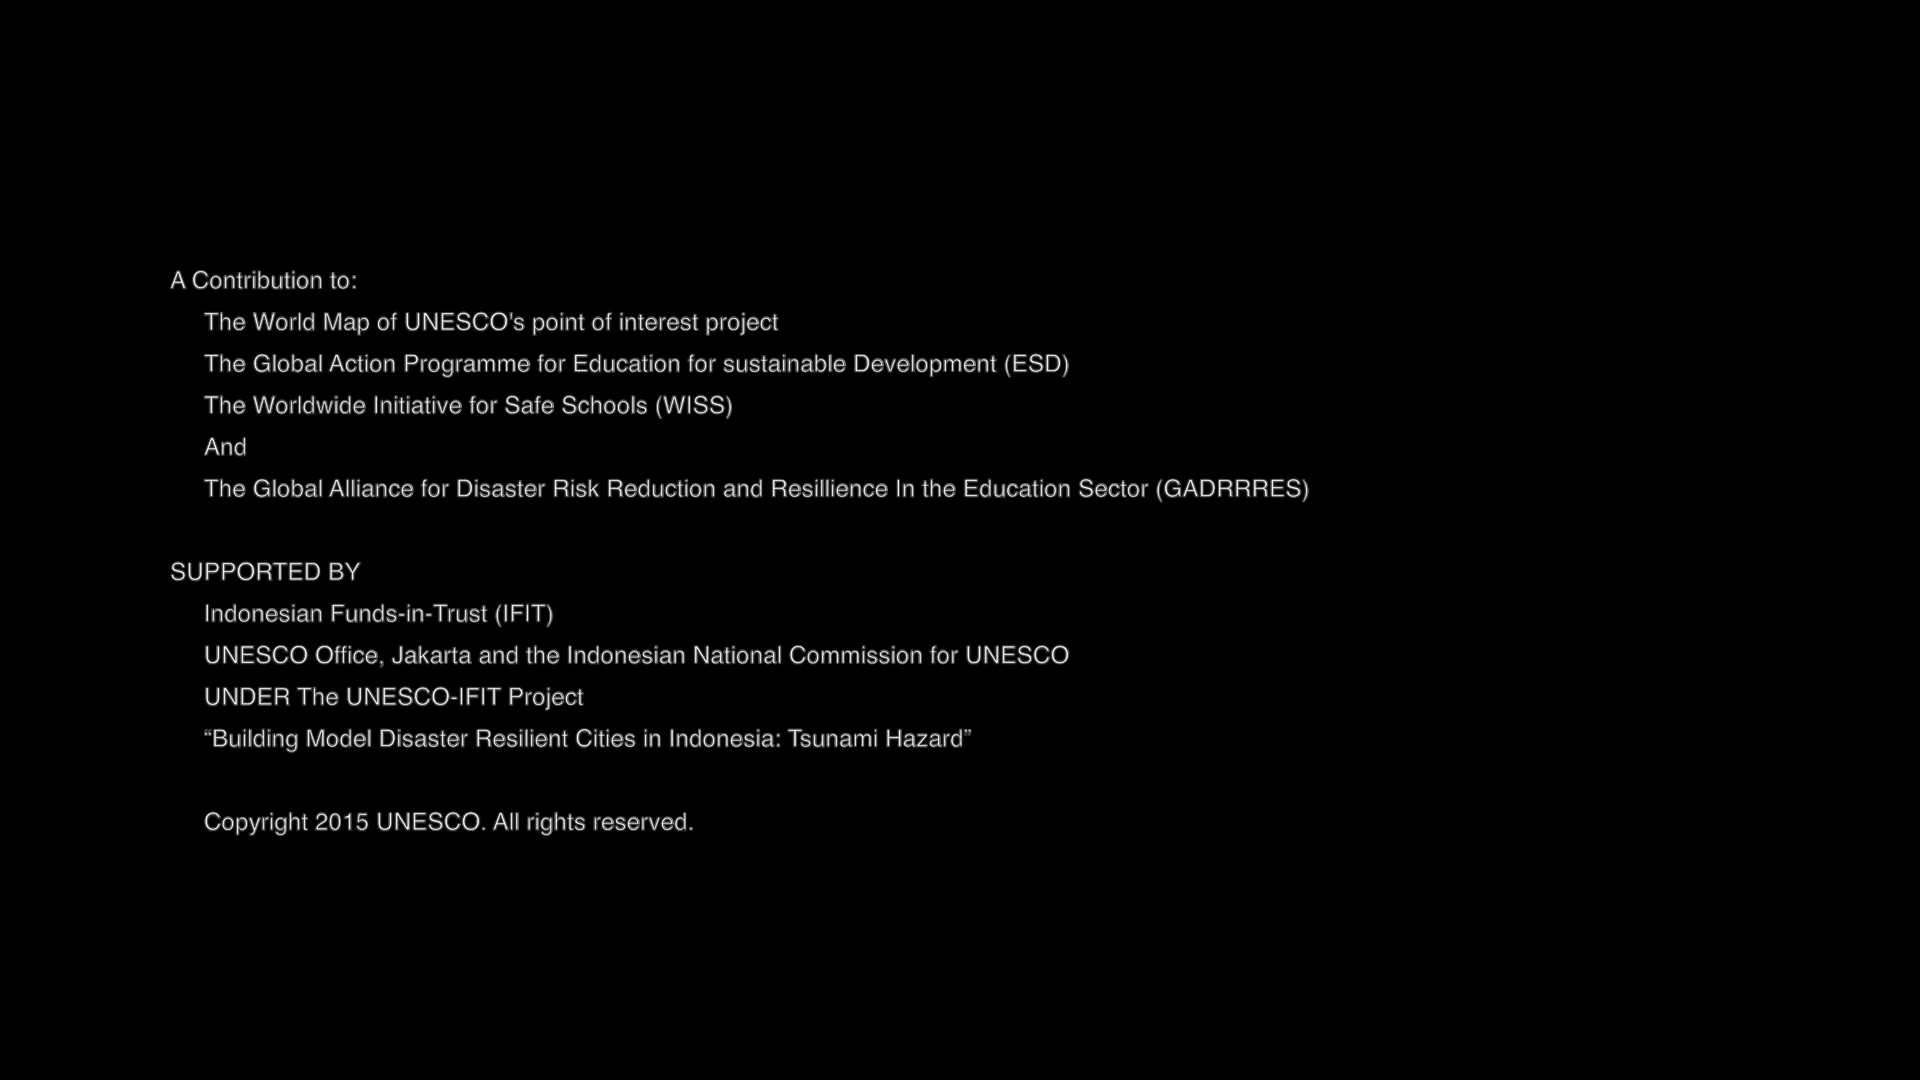 A Contribution to:
The World Map of UNESCO's point of interest project
The Global Action Programme for Education for sustainable Development (ESD)
The Worldwide Initiative for Safe Schools (WISS)
And
The Global Alliance for Disaster Risk Reduction and Resillience In the Education Sector (GADRRRES)
SUPPORTED BY
Indonesian Funds-in-Trust (IFIT)
UNESCO Office, Jakarta and the Indonesian National Commission for UNESCO
UNDER The UNESCO-IFIT Project
“Building Model Disaster Resilient Cities in Indonesia: Tsunami Hazard”
Copyright 2015 UNESCO. All rights reserved.